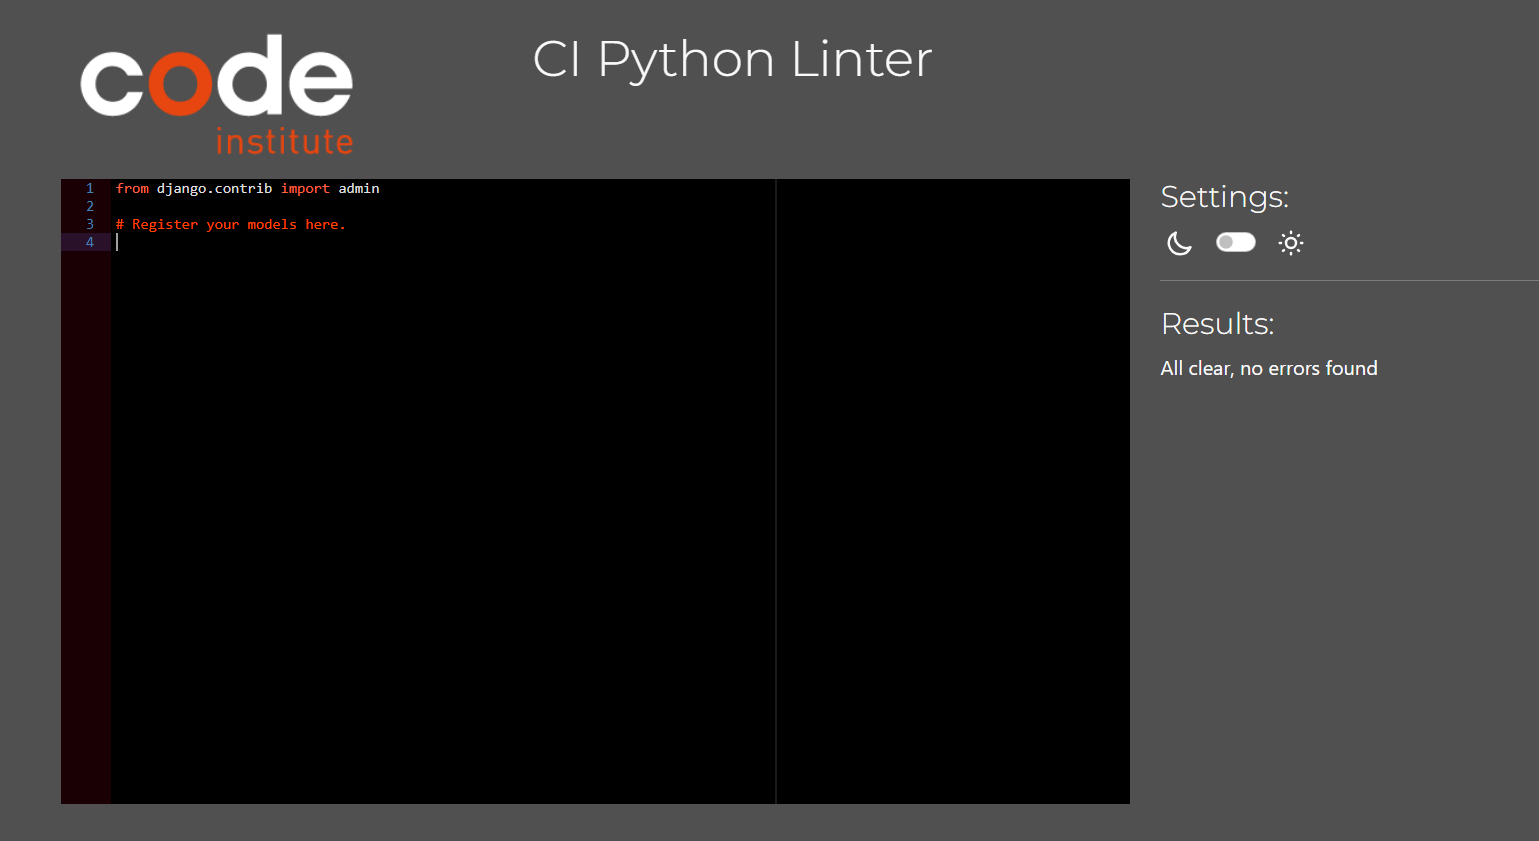 code
institute
CI Python Linter
1 from django.contrib import admin
2
3 # Register your models here.
4
Settings:
Results:
All clear, no errors found